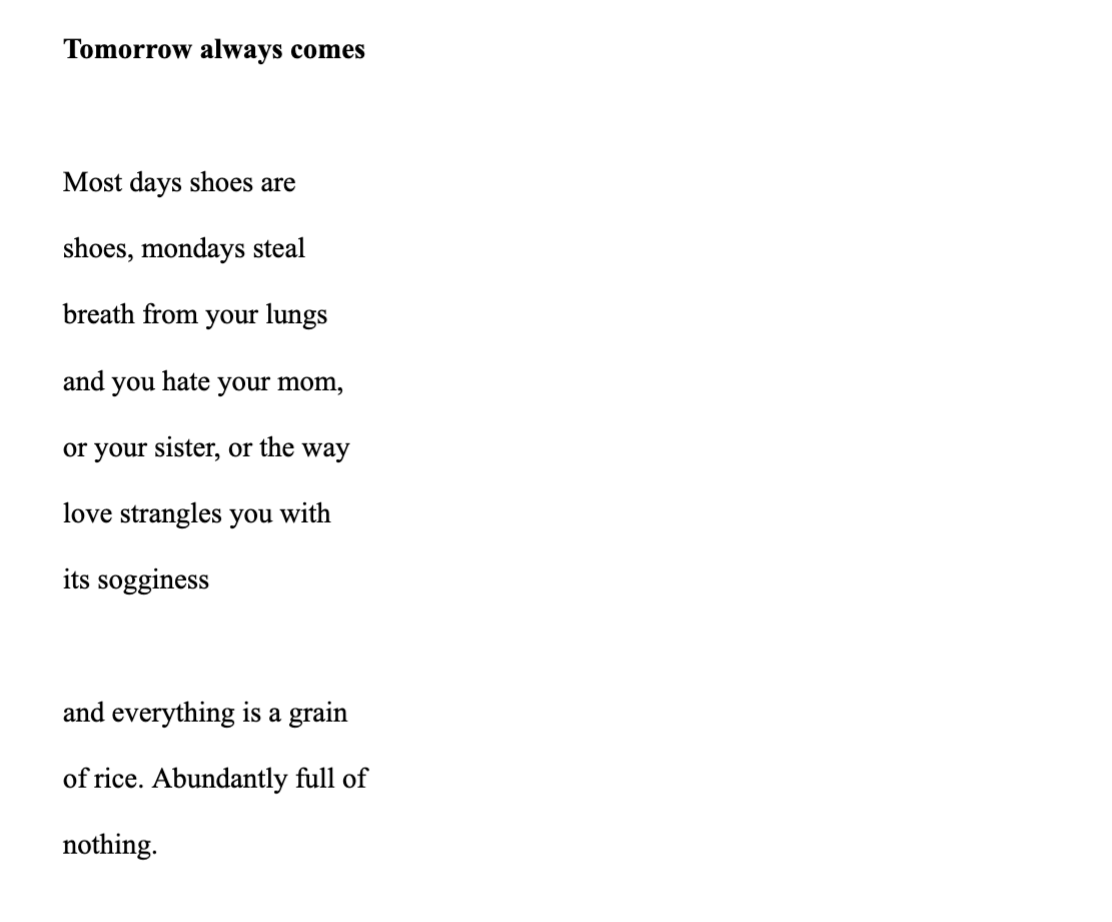 Tomorrow always comes
Most days shoes are
shoes, mondays steal
breath from your lungs
and you hate your mom,
or your sister, or the way
love strangles you with
its sogginess
and everything is a grain
of rice. Abundantly full of
nothing.